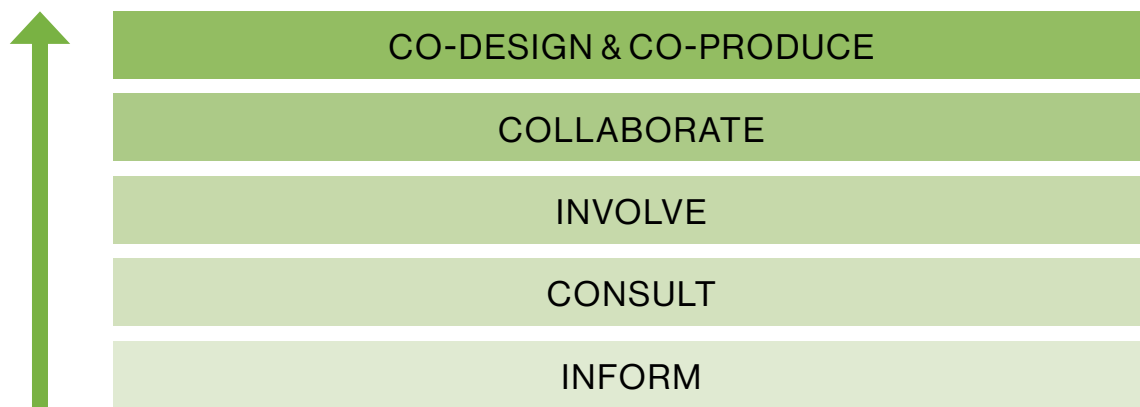 CO-DESIGN & CO-PRODUCE
COLLABORATE
INVOLVE
CONSULT
INFORM